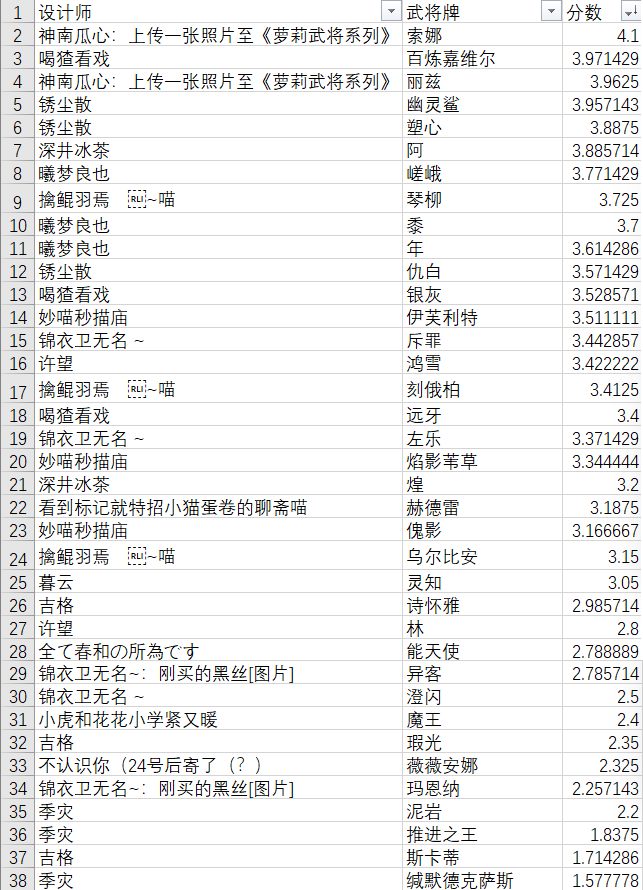 1 设计师 武将牌 分数
2 神南瓜心：上传一张照片至《萝莉武将系列》 索娜 4.1
3 喝猹看戏 百炼嘉维尔 3.971429
4 神南瓜心：上传一张照片至《萝莉武将系列》 丽兹 3.9625
5 锈尘散 幽灵鲨 3.957143
6 锈尘散 塑心 3.8875
7 深井冰茶 阿 3.885714
8 曦梦良也 嵯峨 3.771429
9 擒鲲羽焉 RLI~喵 琴柳 3.725
10 曦梦良也 黍 3.7
11 曦梦良也 年 3.614286
12 锈尘散 仇白 3.571429
13 喝猹看戏 银灰 3.528571
14 妙喵秒描庙 伊芙利特 3.511111
15 锦衣卫无名 ~ 斥罪 3.442857
16 许望 鸿雪 3.422222
17 擒鲲羽焉 RLI~喵 刻俄柏 3.4125
18 喝猹看戏 远牙 3.4
19 锦衣卫无名 ~ 左乐 3.371429
20 妙喵秒描庙 焰影苇草 3.344444
21 深井冰茶 煌 3.2
22 看到标记就特招小猫蛋卷的聊斋喵 赫德雷 3.1875
23 妙喵秒描庙 傀影 3.166667
24 擒鲲羽焉 RLI~喵 乌尔比安 3.15
25 暮云 灵知 3.05
26 吉格 诗怀雅 2.985714
27 许望 林 2.8
28 全て春和の所為です 能天使 2.788889
29 锦衣卫无名~：刚买的黑丝[图片] 异客 2.785714
30 锦衣卫无名 ~ 澄闪 2.5
31 小虎和花花小学紧又暖 魔王 2.4
32 吉格 瑕光 2.35
33 不认识你（24号后寄了（？） 薇薇安娜 2.325
34 锦衣卫无名~：刚买的黑丝[图片] 玛恩纳 2.257143
35 季灾 泥岩 2.2
36 季灾 推进之王 1.8375
37 吉格 斯卡蒂 1.714286
38 季灾 缄默德克萨斯 1.577778